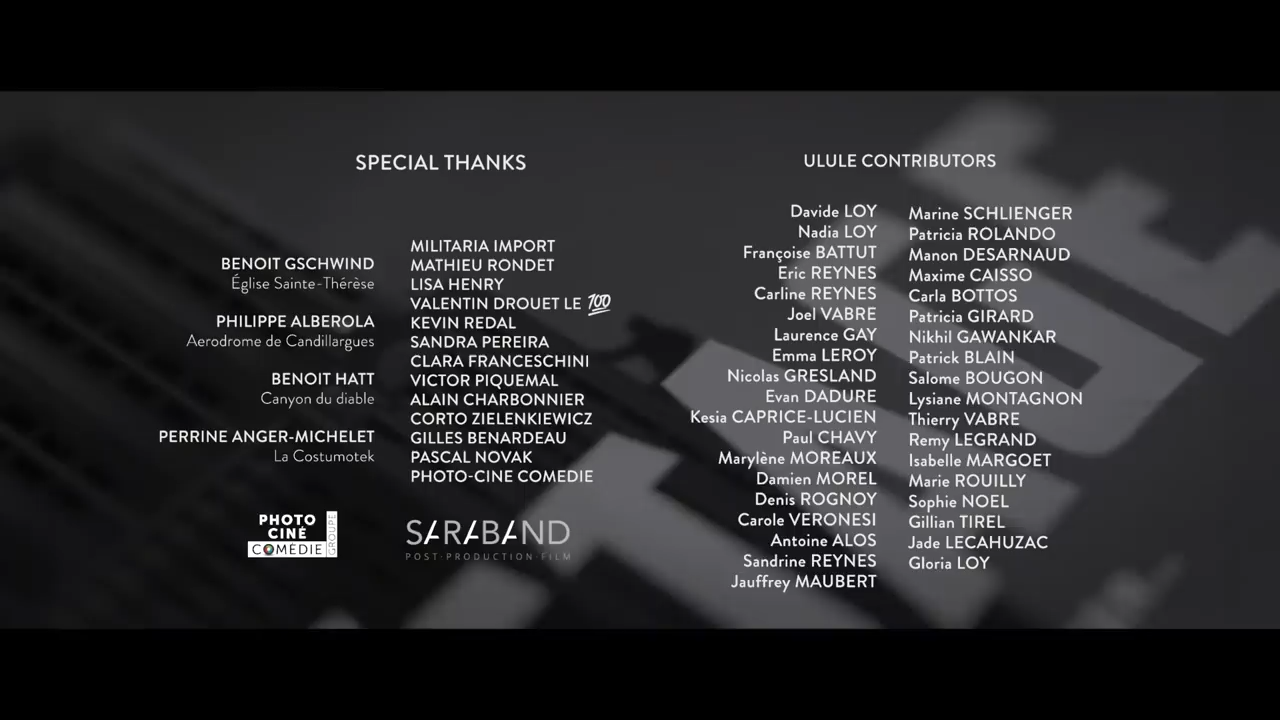 SPECIAL THANKS
BENOIT GSCHWIND
Église Sainte-Thérèse
PHILIPPE ALBEROLA
Aerodrome de Candillargues
BENOIT HATT
Canyon du diable
PERRINE ANGER-MICHELET
La Costumotek
MILITARIA IMPORT
MATHIEU RONDET
LISA HENRY
VALENTIN DROUET LE 💯
KEVIN REDAL
SANDRA PEREIRA
CLARA FRANCESCHINI
VICTOR PIQUEMAL
ALAIN CHARBONNIER
CORTO ZIELENKIEWICZ
GILLES BENARDEAU
PASCAL NOVAK
PHOTO-CINE COMEDIE
PHOTO
CINÉ
COMÉDIE
GROUPE
SARABAND
POST·PRODUCTION·FILM
ULULE CONTRIBUTORS
Davide LOY
Nadia LOY
Françoise BATTUT
Eric REYNES
Carline REYNES
Joel VABRE
Laurence GAY
Emma LEROY
Nicolas GRESLAND
Evan DADURE
Kesia CAPRICE-LUCIEN
Paul CHAVY
Marylène MOREAUX
Damien MOREL
Denis ROGNOY
Carole VERONESI
Antoine ALOS
Sandrine REYNES
Jauffrey MAUBERT
Marine SCHLIENGER
Patricia ROLANDO
Manon DESARNAUD
Maxime CAISSO
Carla BOTTOS
Patricia GIRARD
Nikhil GAWANKAR
Patrick BLAIN
Salome BOUGON
Lysiane MONTAGNON
Thierry VABRE
Remy LEGRAND
Isabelle MARGOET
Marie ROUILLY
Sophie NOEL
Gillian TIREL
Jade LECAHUZAC
Gloria LOY